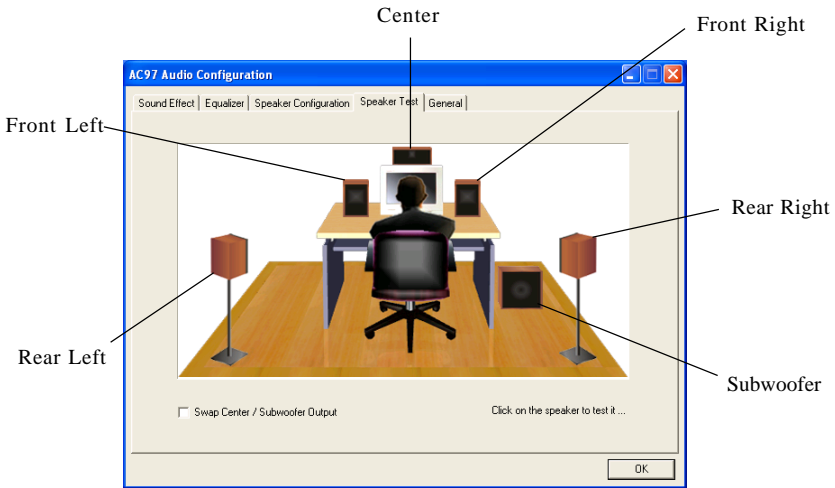 Center
Front Right
AC97 Audio Configuration
Sound Effect Equalizer Speaker Configuration Speaker Test General
Front Left
Rear Right
Rear Left
Subwoofer
Swap Center / Subwoofer Output
Click on the speaker to test it ...
OK